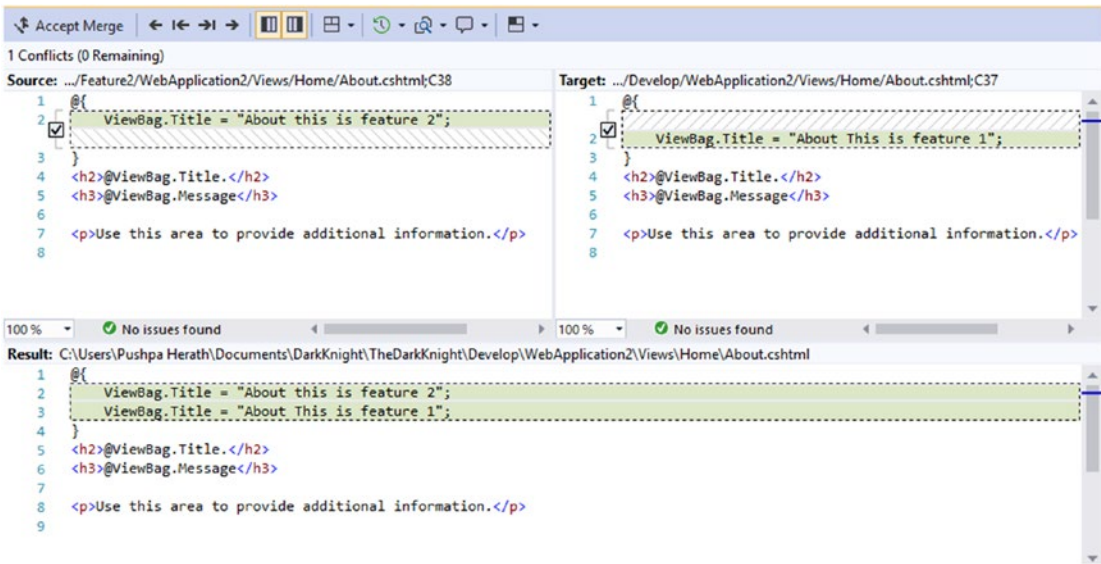 Accept Merge
1 Conflicts (0 Remaining)
Source: .../Feature2/WebApplication2/Views/Home/About.cshtml;C38
1 @{
2 ViewBag.Title = "About this is feature 2";
3 }
4 <h2>@ViewBag.Title.</h2>
5 <h3>@ViewBag.Message</h3>
6
7 <p>Use this area to provide additional information.</p>
8
100 % No issues found
Target: .../Develop/WebApplication2/Views/Home/About.cshtml;C37
1 @{
2 ViewBag.Title = "About This is feature 1";
3 }
4 <h2>@ViewBag.Title.</h2>
5 <h3>@ViewBag.Message</h3>
6
7 <p>Use this area to provide additional information.</p>
8
100 % No issues found
Result: C:\Users\Pushpa Herath\Documents\DarkKnight\TheDarkKnight\Develop\WebApplication2\Views\Home\About.cshtml
1 @{
2 ViewBag.Title = "About this is feature 2";
3 ViewBag.Title = "About This is feature 1";
4 }
5 <h2>@ViewBag.Title.</h2>
6 <h3>@ViewBag.Message</h3>
7
8 <p>Use this area to provide additional information.</p>
9